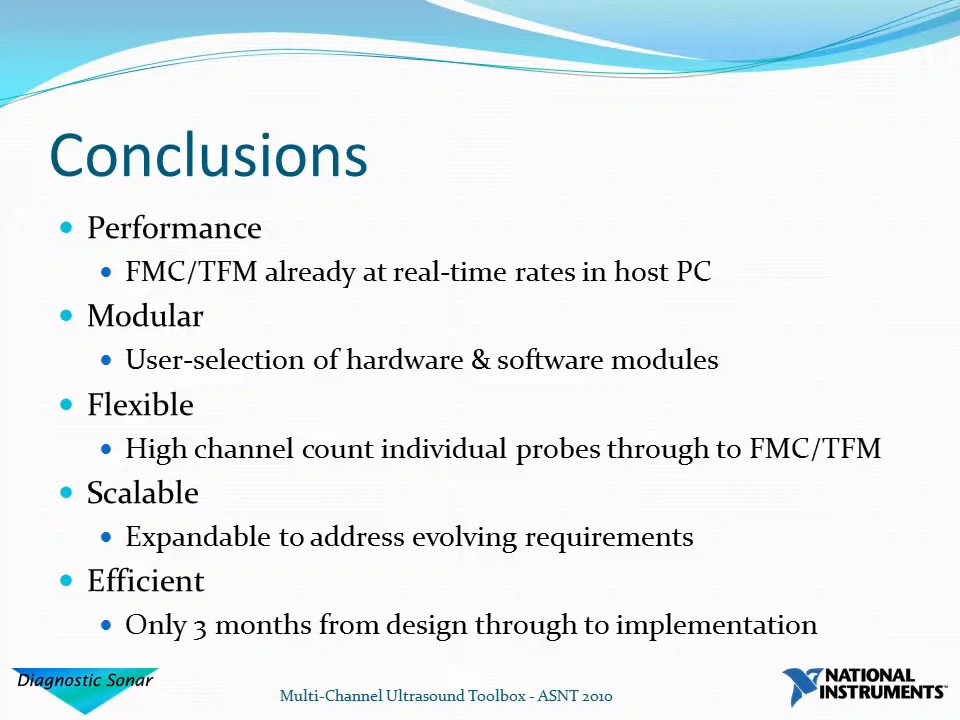 Conclusions
Performance
FMC/TFM already at real-time rates in host PC
Modular
User-selection of hardware & software modules
Flexible
High channel count individual probes through to FMC/TFM
Scalable
Expandable to address evolving requirements
Efficient
Only 3 months from design through to implementation
Diagnostic Sonar
Multi-Channel Ultrasound Toolbox - ASNT 2010
NATIONAL
INSTRUMENTS™